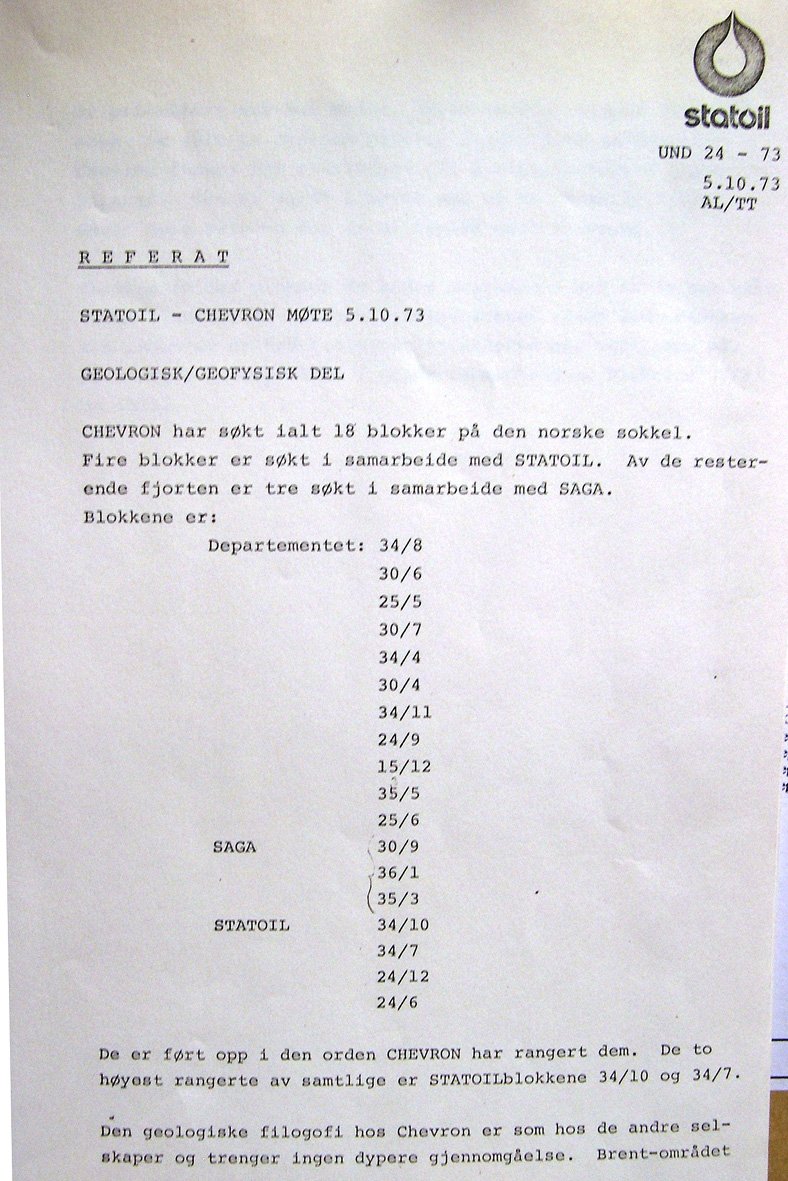 statoil
UND 24 - 73
5.10.73
AL/TT
R E F E R A T
STATOIL - CHEVRON MØTE 5.10.73
GEOLOGISK/GEOFYSISK DEL
CHEVRON har søkt ialt 18 blokker på den norske sokkel.
Fire blokker er søkt i samarbeide med STATOIL. Av de rester-
ende fjorten er tre søkt i samarbeide med SAGA.
Blokkene er:
Departementet: 34/8
30/6
25/5
30/7
34/4
30/4
34/11
24/9
15/12
35/5
25/6
SAGA 30/9
36/1
35/3
STATOIL 34/10
34/7
24/12
24/6
De er ført opp i den orden CHEVRON har rangert dem. De to
høyest rangerte av samtlige er STATOILblokkene 34/10 og 34/7.
Den geologiske filogofi hos Chevron er som hos de andre sel-
skaper og trenger ingen dypere gjennomgåelse. Brent-området